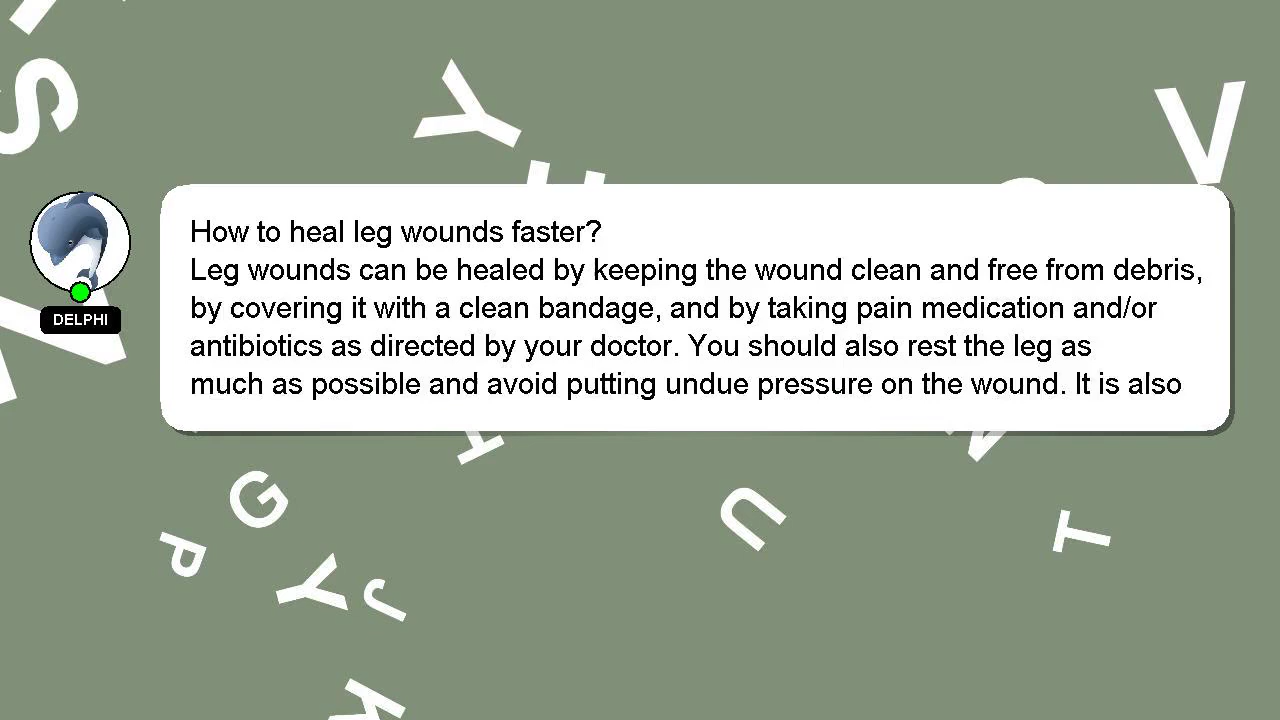 How to heal leg wounds faster?
Leg wounds can be healed by keeping the wound clean and free from debris,
by covering it with a clean bandage, and by taking pain medication and/or
antibiotics as directed by your doctor. You should also rest the leg as
much as possible and avoid putting undue pressure on the wound. It is also
DELPHI
S
Y
V
G
P
Y
J
U
T
K